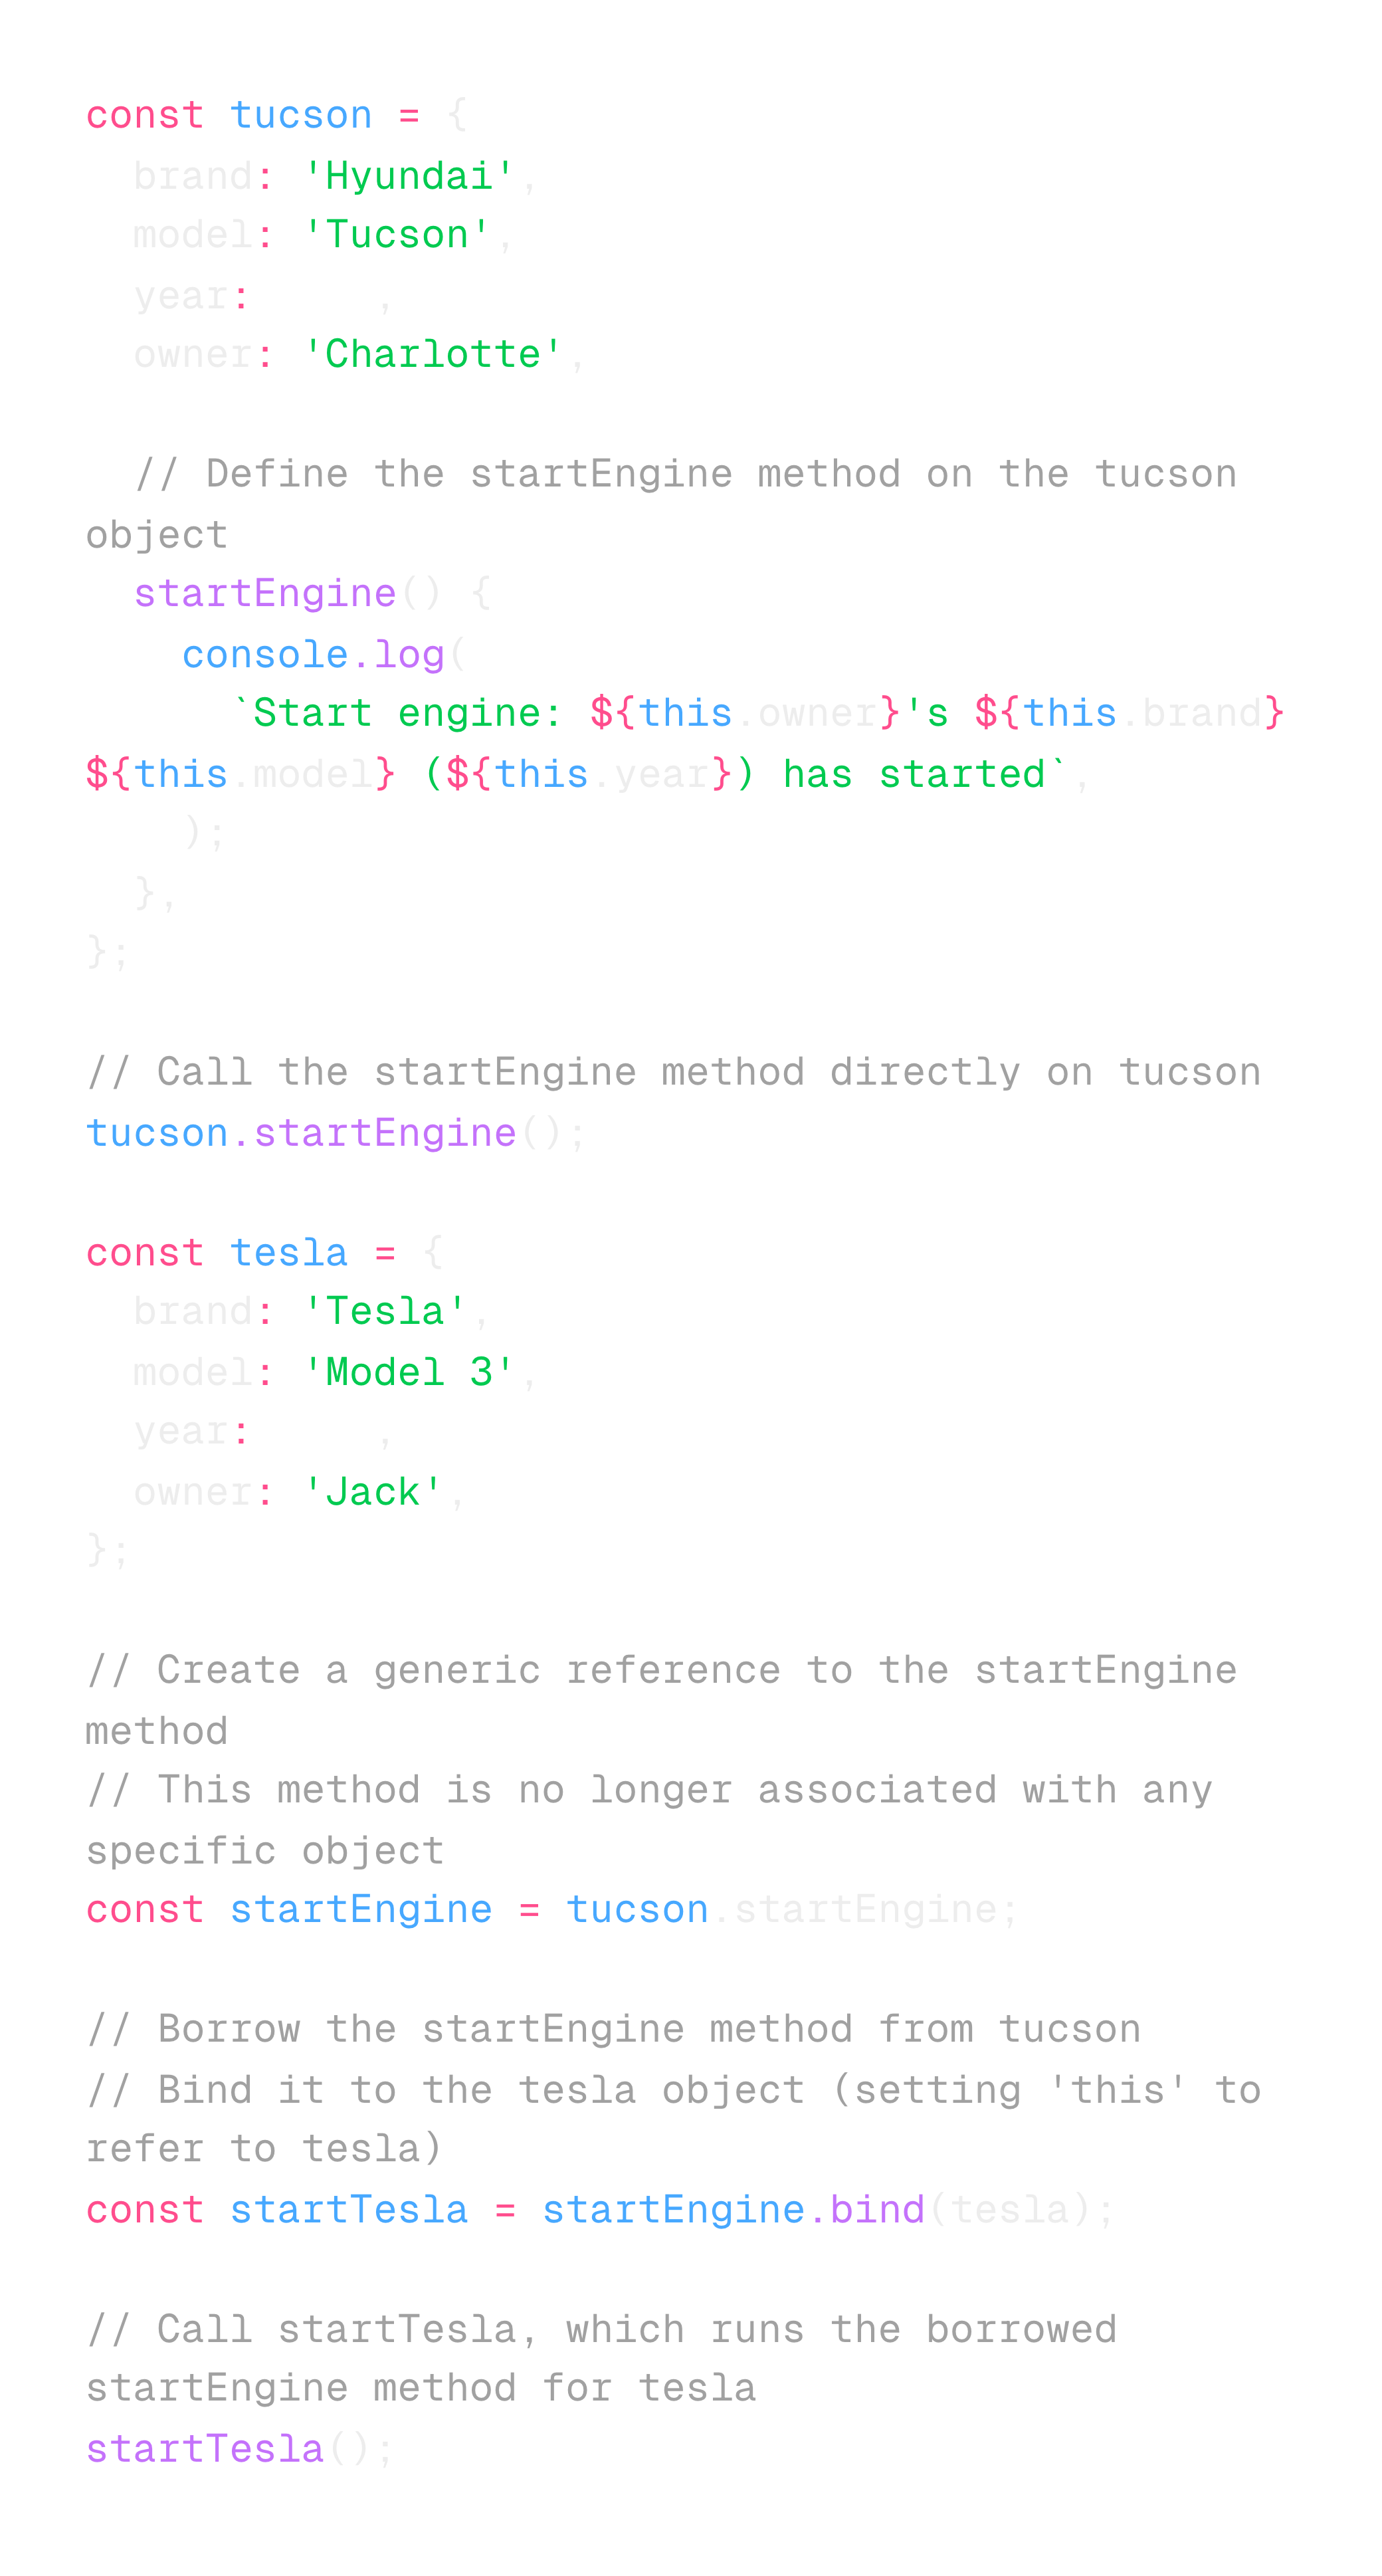 const tucson = {
  brand: 'Hyundai',
  model: 'Tucson',
  year:     ,
  owner: 'Charlotte',

  // Define the startEngine method on the tucson
object
  startEngine() {
    console.log(
      `Start engine: ${this.owner}'s ${this.brand}
${this.model} (${this.year}) has started`,
    );
  },
};

// Call the startEngine method directly on tucson
tucson.startEngine();

const tesla = {
  brand: 'Tesla',
  model: 'Model 3',
  year:     ,
  owner: 'Jack',
};

// Create a generic reference to the startEngine
method
// This method is no longer associated with any
specific object
const startEngine = tucson.startEngine;

// Borrow the startEngine method from tucson
// Bind it to the tesla object (setting 'this' to
refer to tesla)
const startTesla = startEngine.bind(tesla);

// Call startTesla, which runs the borrowed
startEngine method for tesla
startTesla();